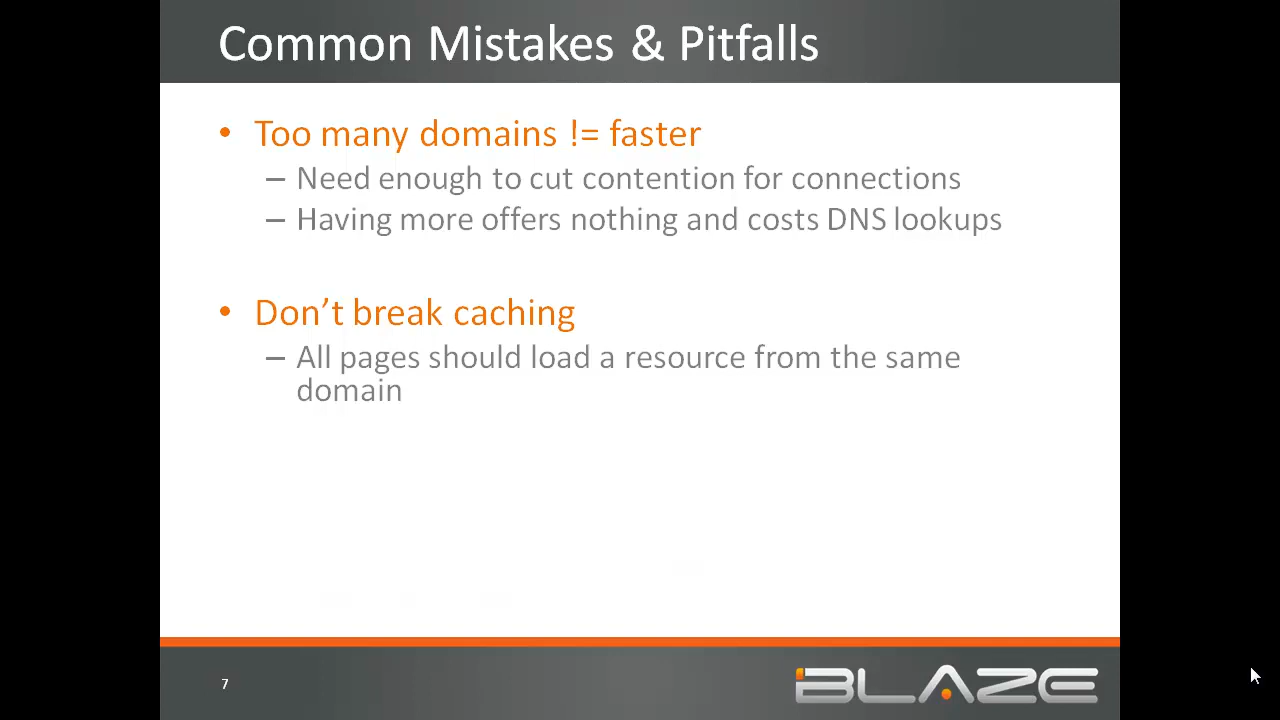 Common Mistakes & Pitfalls
• Too many domains != faster
– Need enough to cut contention for connections
– Having more offers nothing and costs DNS lookups
• Don’t break caching
– All pages should load a resource from the same
domain
7
BLAZE